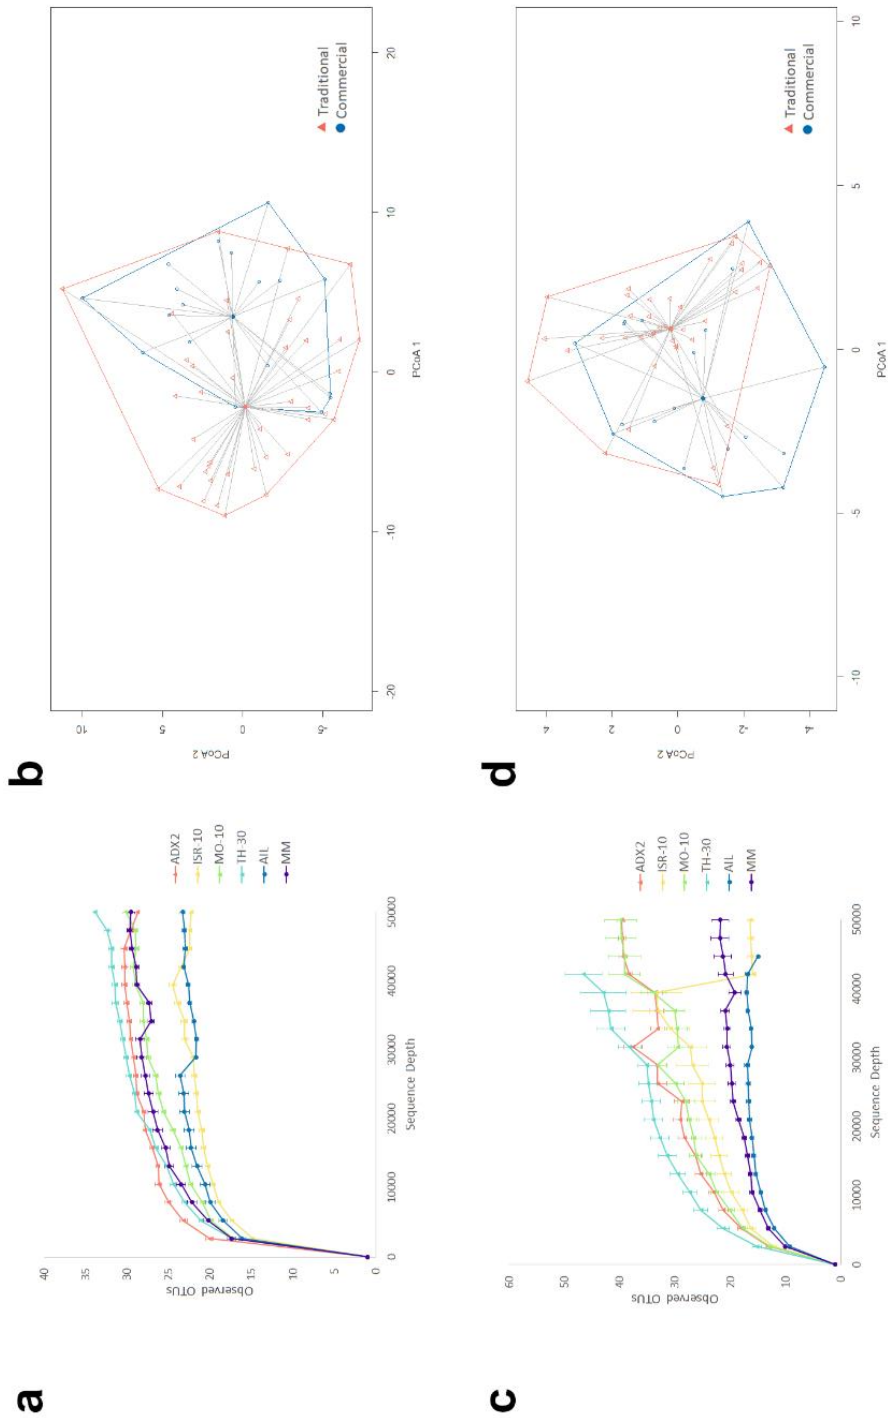 a
40
35
30
25
20
15
10
5
0
Observed OTUs
0
10000
20000
30000
40000
50000
Sequence Depth
ADX2
ISR-10
MO-10
TH-30
AIL
MM
b
10
5
0
-5
PCoA 2
-20
-10
0
10
20
PCoA 1
Traditional
Commercial
c
60
50
40
30
20
10
0
Observed OTUs
0
10000
20000
30000
40000
50000
Sequence Depth
ADX2
ISR-10
MO-10
TH-30
AIL
MM
d
4
2
0
-2
-4
PCoA 2
-10
-5
0
5
10
PCoA 1
Traditional
Commercial